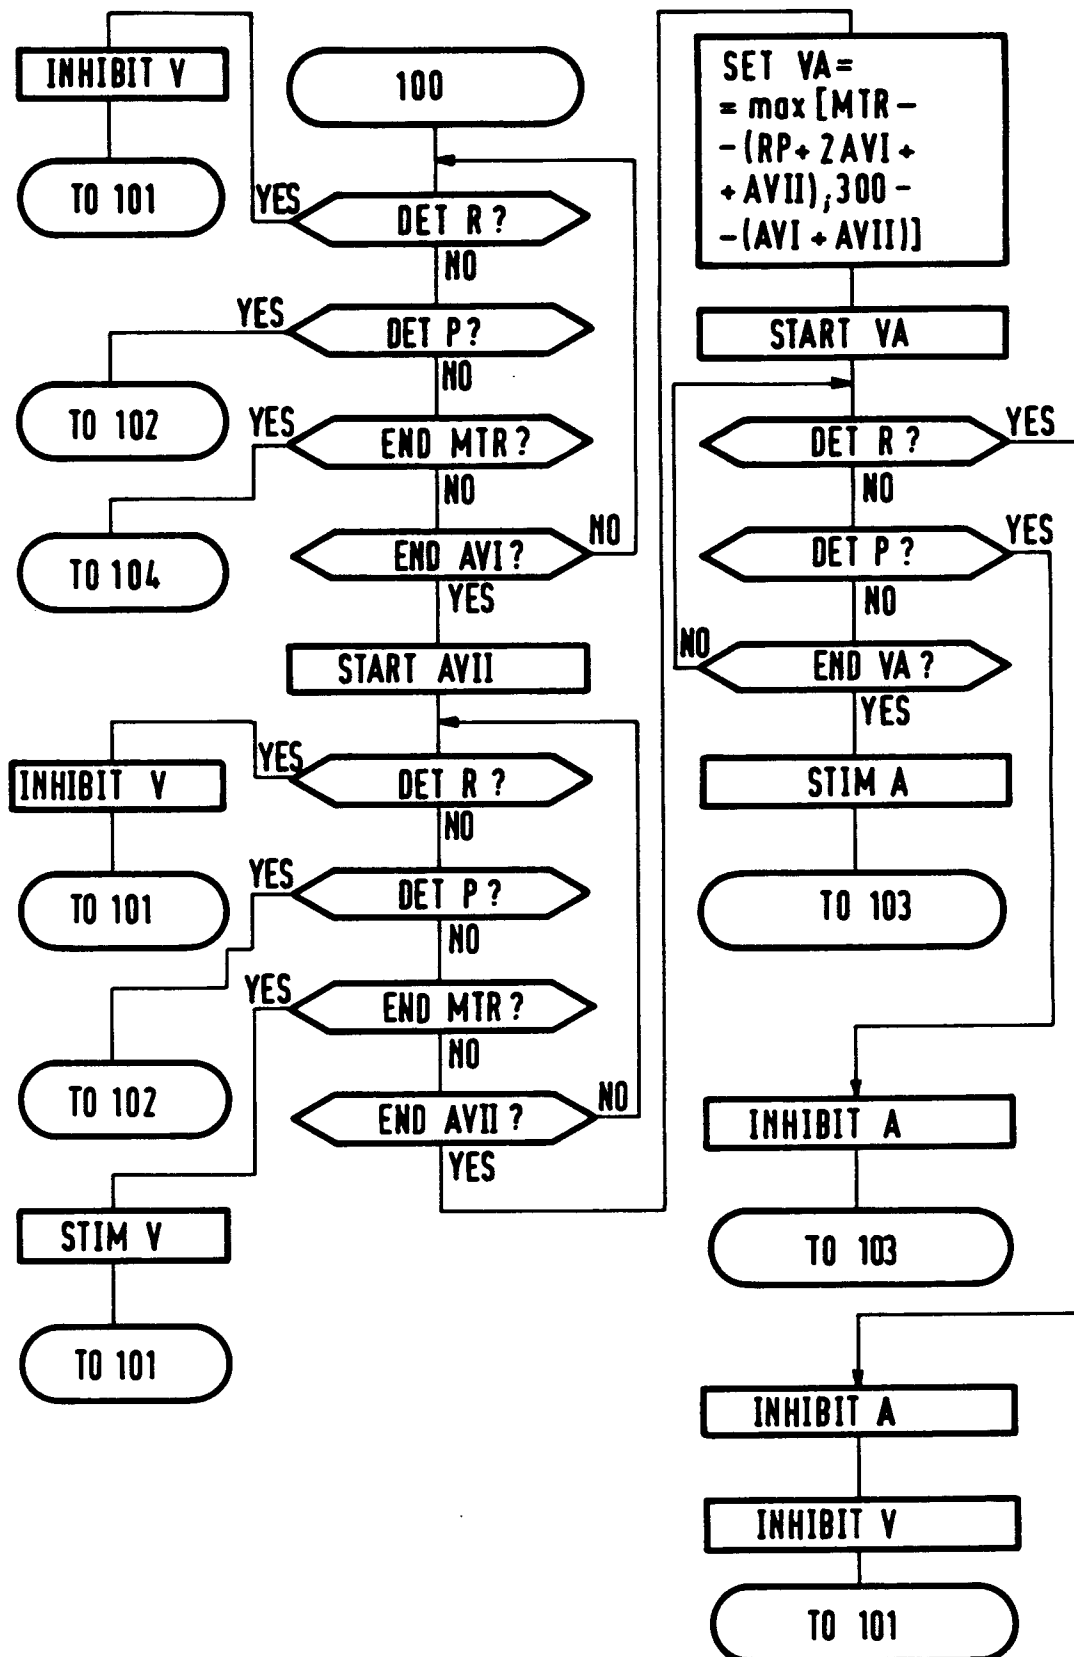 100
DET R?
YES
INHIBIT V
TO 101
NO
DET P?
YES
TO 102
NO
END MTR?
YES
TO 104
NO
END AVI?
NO
YES
START AVII
DET R?
YES
INHIBIT V
TO 101
NO
DET P?
YES
TO 102
NO
END MTR?
YES
STIM V
TO 101
NO
END AVII?
NO
YES
SET VA=
= max [MTR –
– (RP + 2 AVI +
+ AVII); 300 –
– (AVI + AVII)]
START VA
DET R?
YES
NO
DET P?
YES
NO
END VA?
NO
YES
STIM A
TO 103
INHIBIT A
TO 103
INHIBIT A
INHIBIT V
TO 101